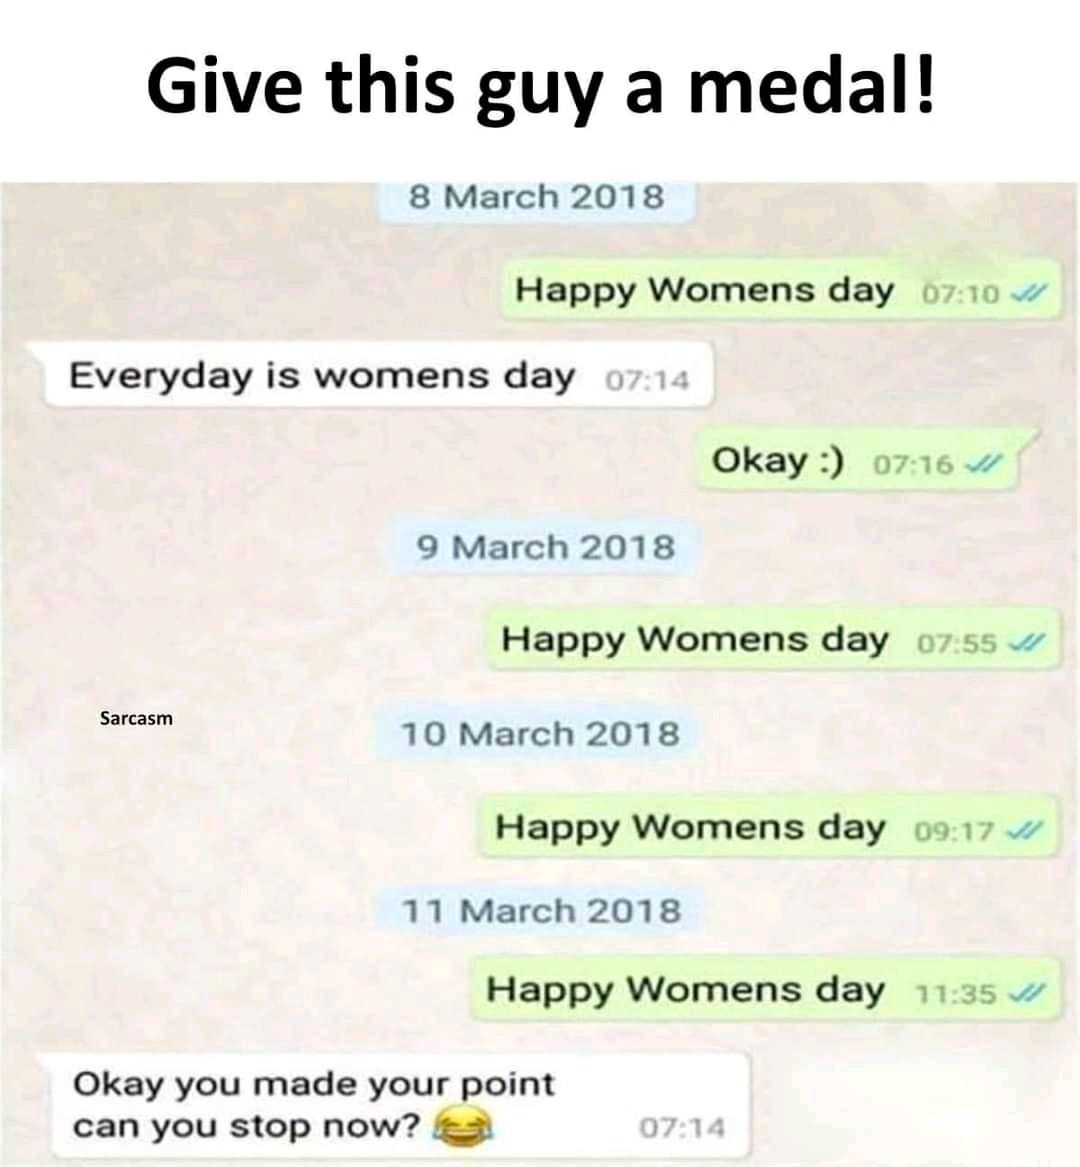 Give this guy a medal!
8 March 2018
Happy Womens day 07:10
Everyday is womens day 07:14
Okay :) 07:16
9 March 2018
Happy Womens day 07:55
Sarcasm
10 March 2018
Happy Womens day 09:17
11 March 2018
Happy Womens day 11:35
Okay you made your point
can you stop now? 😂 07:14